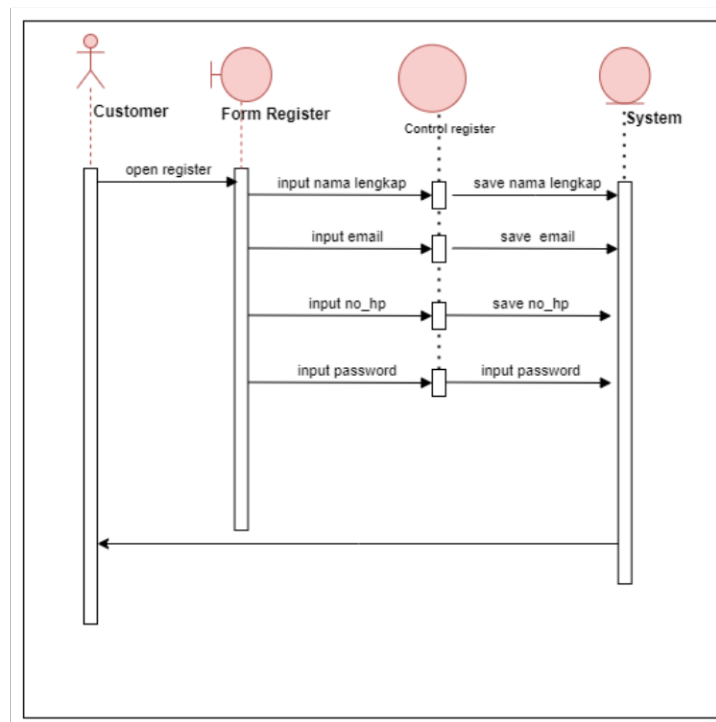 Customer
Form Register
Control register
System
open register
input nama lengkap
save nama lengkap
input email
save  email
input no_hp
save no_hp
input password
input password